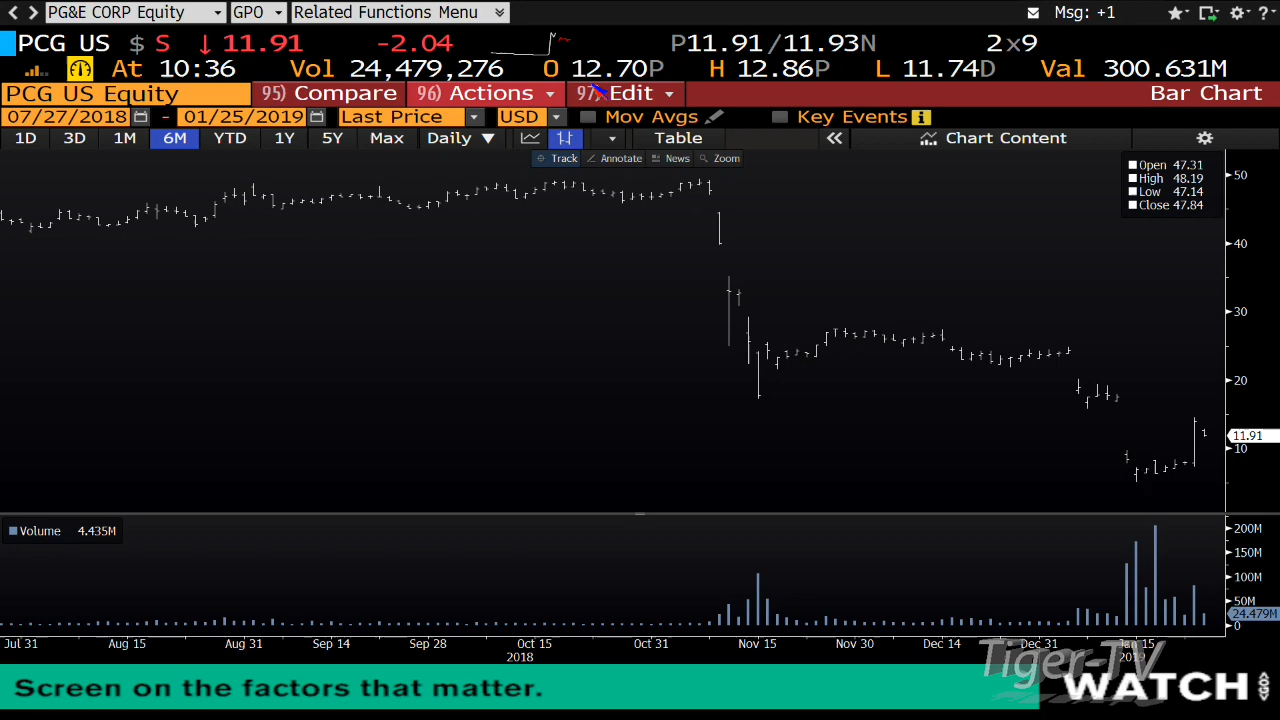 PG&E CORP Equity GPO Related Functions Menu Msg: +1 ?
PCG US $ S ↓ 11.91 -2.04 P11.91/11.93N 2x9
At 10:36 Vol 24,479,276 O 12.70P H 12.86P L 11.74D Val 300.631M
PCG US Equity 95) Compare 96) Actions 97) Edit Bar Chart
07/27/2018 - 01/25/2019 Last Price USD Mov Avgs Key Events i
1D 3D 1M 6M YTD 1Y 5Y Max Daily ▼ Table « Chart Content
Track Annotate News Zoom
Open 47.31
High 48.19
Low 47.14
Close 47.84
50
40
30
20
11.91
10
Volume 4.435M
200M
150M
100M
50M
24.479M
0
Jul 31 Aug 15 Aug 31 Sep 14 Sep 28 Oct 15 Oct 31 Nov 15 Nov 30 Dec 14 Dec 31 Jan 15
2018 2019
Tiger-TV
Screen on the factors that matter.
WATCH